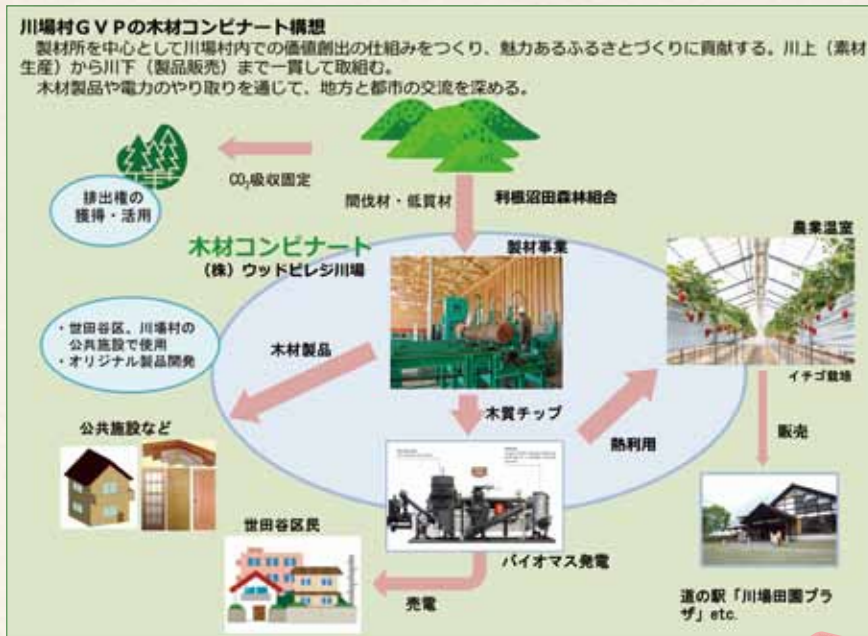 川場村GVPの木材コンビナート構想
製材所を中心として川場村内での価値創出の仕組みをつくり、魅力あるふるさとづくりに貢献する。川上（素材
生産）から川下（製品販売）まで一貫して取組む。
木材製品や電力のやり取りを通じて、地方と都市の交流を深める。
CO₂吸収固定
排出権の
獲得・活用
間伐材・低質材
利根沼田森林組合
木材コンビナート
（株）ウッドビレジ川場
製材事業
農業温室
・世田谷区、川場村の
公共施設で使用
・オリジナル製品開発
木材製品
イチゴ栽培
木質チップ
公共施設など
熱利用
販売
世田谷区民
バイオマス発電
売電
道の駅「川場田園プラ
ザ」etc.